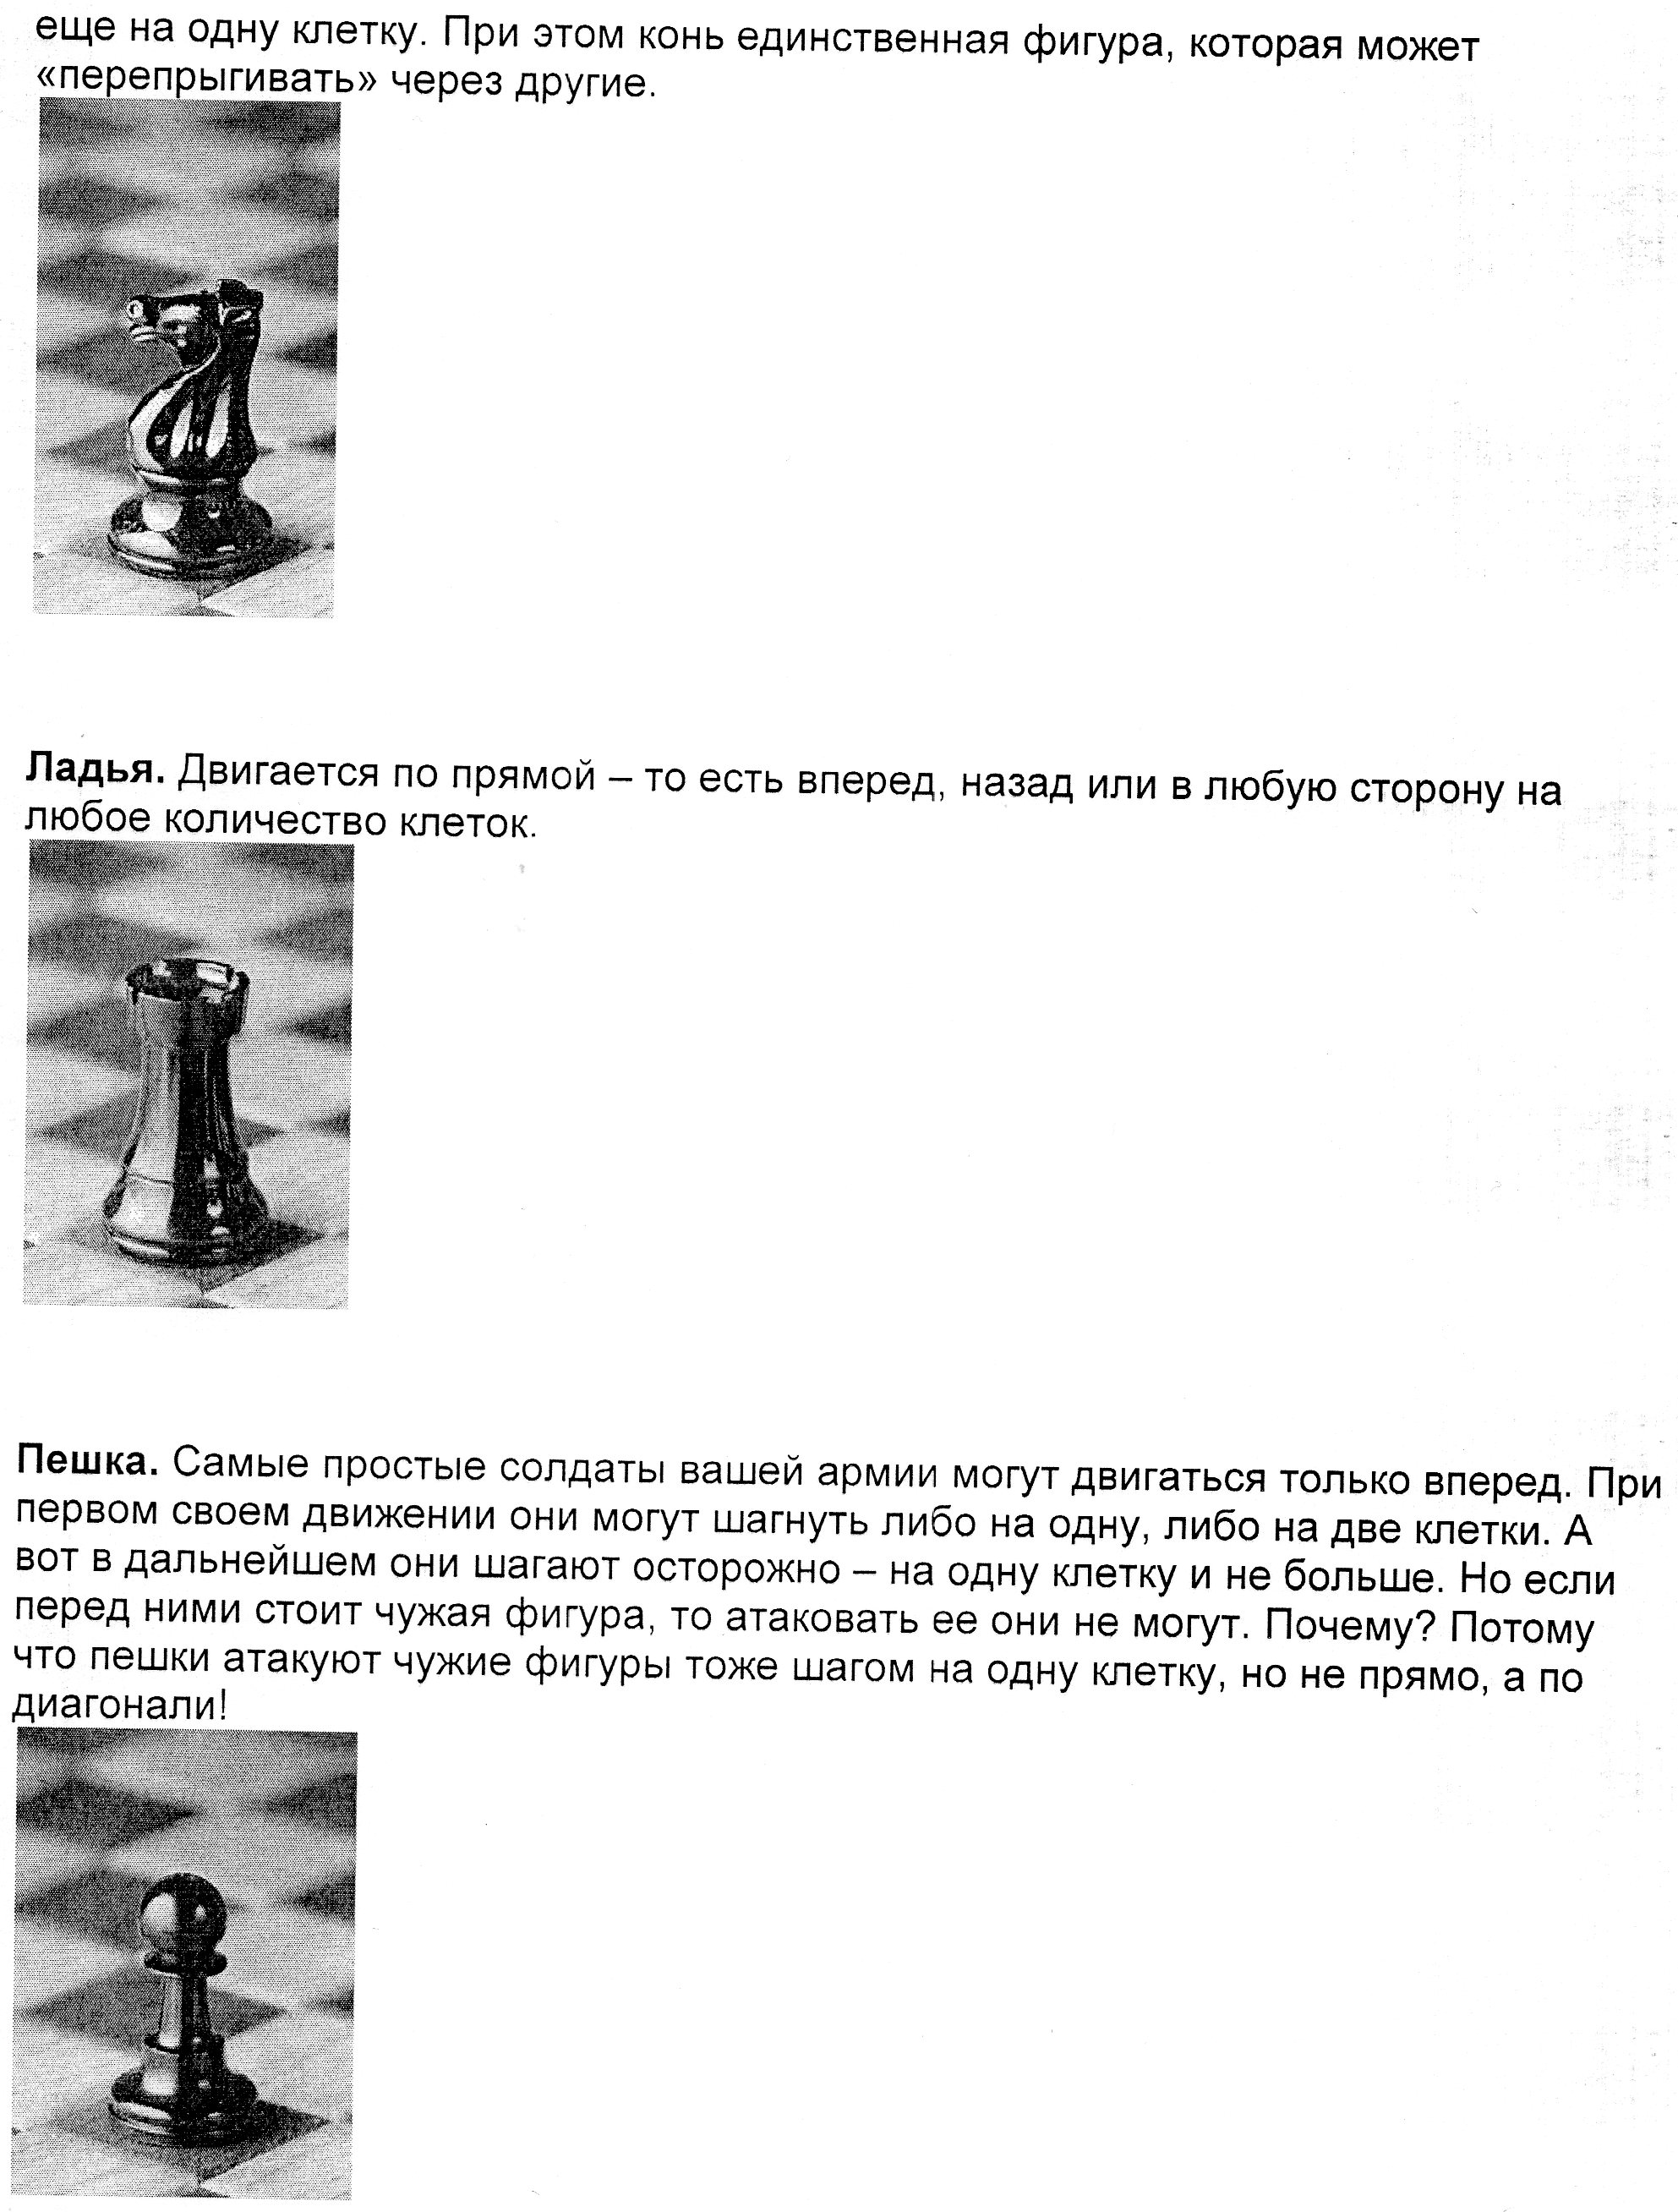 еще на одну клетку. При этом конь единственная фигура, которая может
«перепрыгивать» через другие.
Ладья. Двигается по прямой – то есть вперед, назад или в любую сторону на
любое количество клеток.
Пешка. Самые простые солдаты вашей армии могут двигаться только вперед. При
первом своем движении они могут шагнуть либо на одну, либо на две клетки. А
вот в дальнейшем они шагают осторожно – на одну клетку и не больше. Но если
перед ними стоит чужая фигура, то атаковать ее они не могут. Почему? Потому
что пешки атакуют чужие фигуры тоже шагом на одну клетку, но не прямо, а по
диагонали!